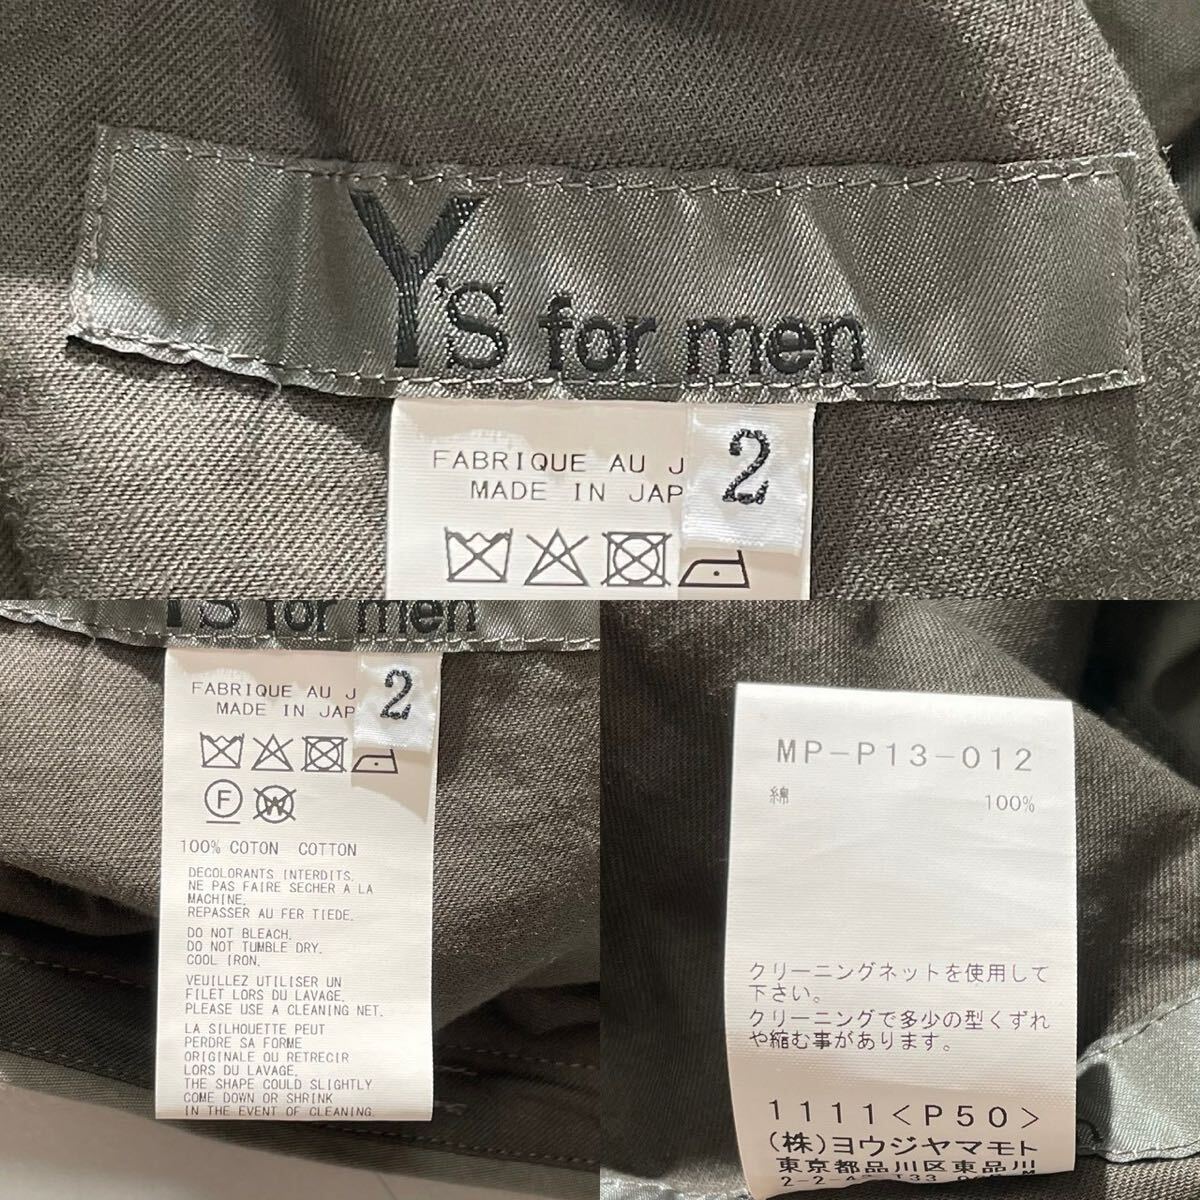 Y's for men
2
FABRIQUE AU J
MADE IN JAP
Y's for men
2
FABRIQUE AU J
MADE IN JAP
F
W
100% COTON COTTON
DECOLORANTS INTERDITS.
NE PAS FAIRE SECHER A LA
MACHINE.
REPASSER AU FER TIEDE.
DO NOT BLEACH.
DO NOT TUMBLE DRY.
COOL IRON.
VEUILLEZ UTILISER UN
FILET LORS DU LAVAGE.
PLEASE USE A CLEANING NET.
LA SILHOUETTE PEUT
PERDRE SA FORME
ORIGINALE OU RETRECIR
LORS DU LAVAGE.
THE SHAPE COULD SLIGHTLY
COME DOWN OR SHRINK
IN THE EVENT OF CLEANING.
MP-P13-012
綿 100%
クリーニングネットを使用して
下さい。
クリーニングで多少の型くずれ
や縮む事があります。
1111<P50>
(株)ヨウジヤマモト
東京都品川区東品川